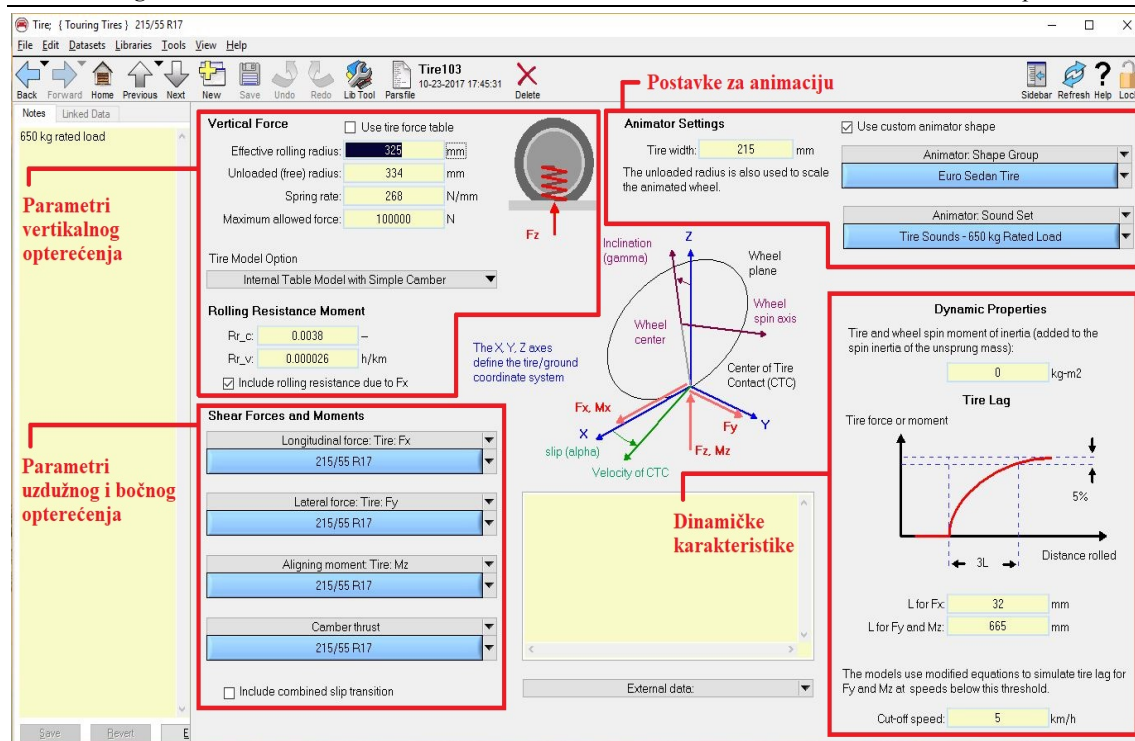 Tire; { Touring Tires } 215/55 R17
File Edit Datasets Libraries Tools View Help
Back Forward Home Previous Next New Save Undo Redo Lib Tool Parsfile
Tire103
10-23-2017 17:45:31
Delete
Sidebar Refresh Help Lock
Postavke za animaciju
Notes Linked Data
650 kg rated load
Parametri
vertikalnog
opterećenja
Vertical Force
Use tire force table
Effective rolling radius: 325 mm
Unloaded (free) radius: 334 mm
Spring rate: 268 N/mm
Maximum allowed force: 100000 N
Fz
Tire Model Option
Internal Table Model with Simple Camber
Rolling Resistance Moment
Rr_c: 0.0038 –
Rr_v: 0.000026 h/km
Include rolling resistance due to Fx
Animator Settings
Use custom animator shape
Tire width: 215 mm
The unloaded radius is also used to scale
the animated wheel.
Animator: Shape Group
Euro Sedan Tire
Animator: Sound Set
Tire Sounds - 650 kg Rated Load
Inclination
(gamma)
Z
Wheel
plane
Wheel
spin axis
Wheel
center
The X, Y, Z axes
define the tire/ground
coordinate system
Center of Tire
Contact (CTC)
Fx, Mx
X
Fy
Y
slip (alpha)
Fz, Mz
Velocity of CTC
Parametri
uzdužnog i bočnog
opterećenja
Shear Forces and Moments
Longitudinal force: Tire: Fx
215/55 R17
Lateral force: Tire: Fy
215/55 R17
Aligning moment: Tire: Mz
215/55 R17
Camber thrust
215/55 R17
Include combined slip transition
Dinamičke
karakteristike
External data:
Dynamic Properties
Tire and wheel spin moment of inertia (added to the
spin inertia of the unsprung mass):
0 kg-m2
Tire Lag
Tire force or moment
5%
3L
Distance rolled
L for Fx: 32 mm
L for Fy and Mz: 665 mm
The models use modified equations to simulate tire lag for
Fy and Mz at speeds below this threshold.
Cut-off speed: 5 km/h
Save Revert E